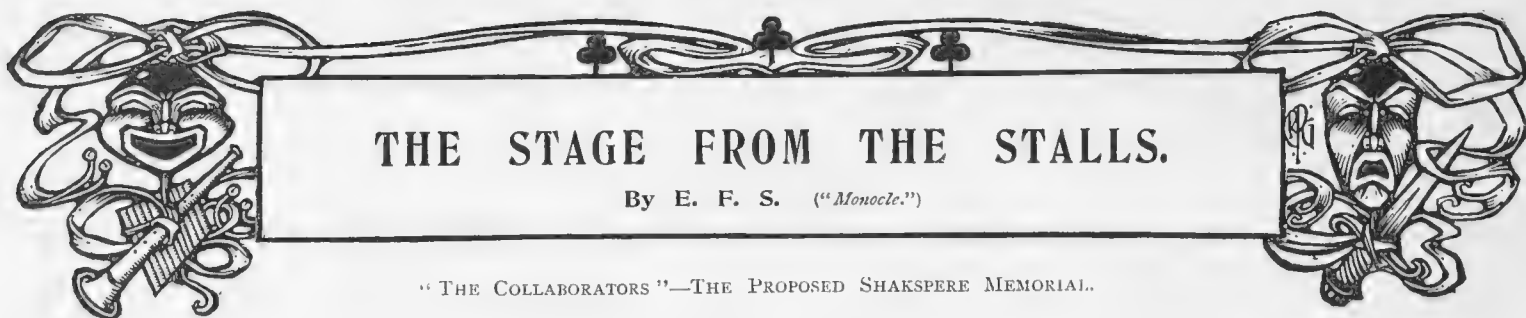 THE STAGE FROM THE STALLS.
By E. F. S. ("Monocle.")
"THE COLLABORATORS"—THE PROPOSED SHAKSPERE MEMORIAL.